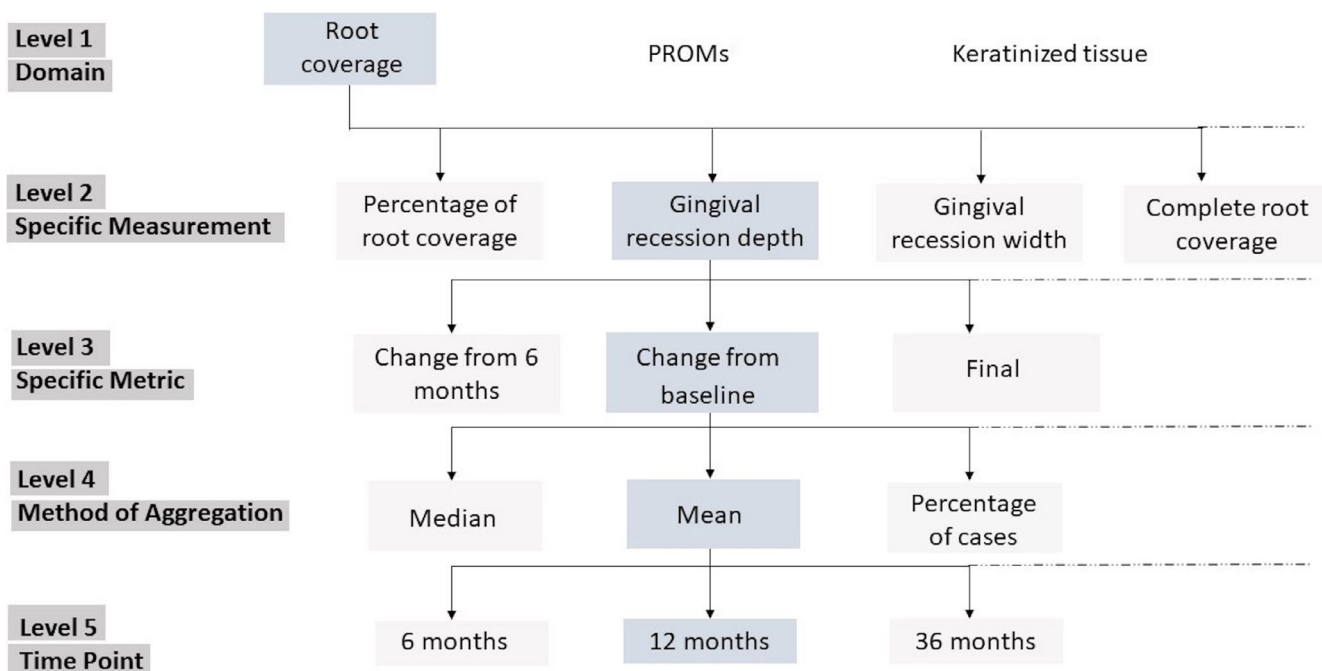 Level 1
Domain
Root
coverage
PROMs
Keratinized tissue
Level 2
Specific Measurement
Percentage of
root coverage
Gingival
recession depth
Gingival
recession width
Complete root
coverage
Level 3
Specific Metric
Change from 6
months
Change from
baseline
Final
Level 4
Method of Aggregation
Median
Mean
Percentage
of cases
Level 5
Time Point
6 months
12 months
36 months